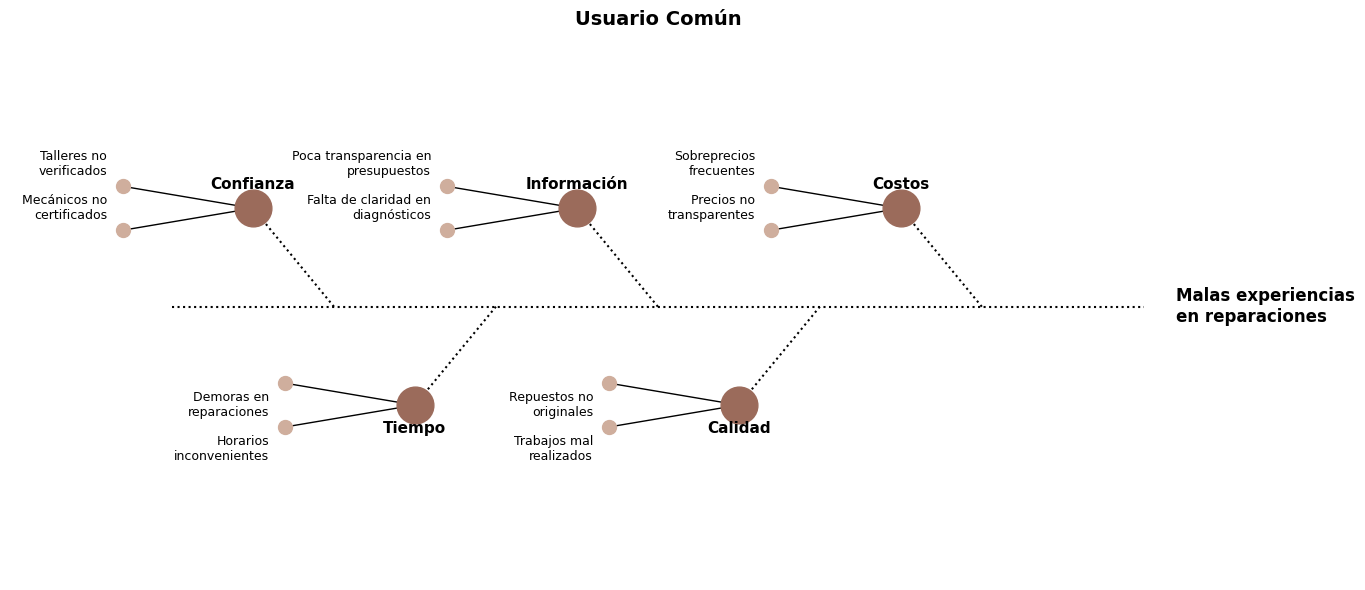 Usuario Común
Talleres no
verificados
Mecánicos no
certificados
Confianza
Poca transparencia en
presupuestos
Falta de claridad en
diagnósticos
Información
Sobreprecios
frecuentes
Precios no
transparentes
Costos
Malas experiencias
en reparaciones
Demoras en
reparaciones
Horarios
inconvenientes
Tiempo
Repuestos no
originales
Trabajos mal
realizados
Calidad